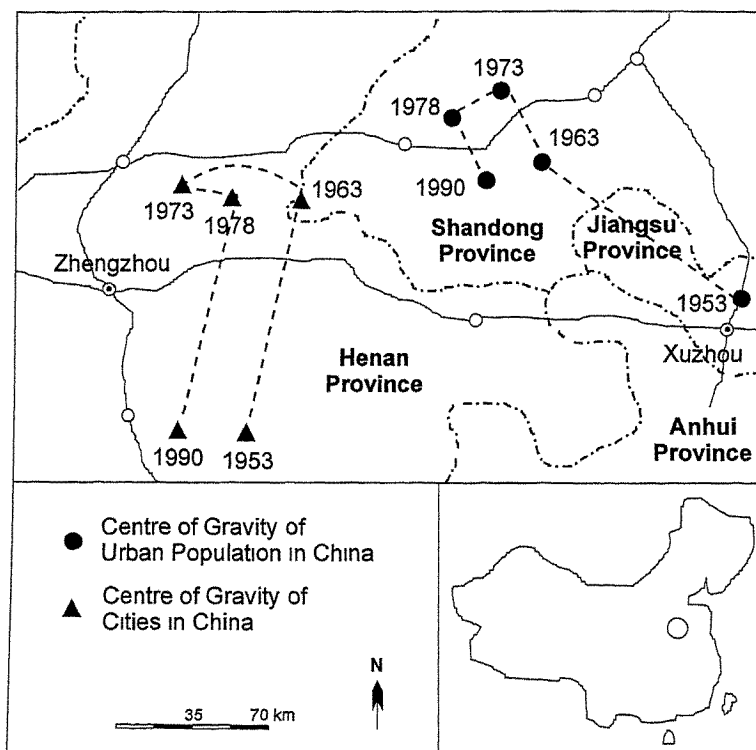 1973
1978
1963
1990
1973
1978
1963
Shandong
Province
Jiangsu
Province
Zhengzhou
1953
Xuzhou
Henan
Province
Anhui
Province
1990
1953
Centre of Gravity of
Urban Population in China
Centre of Gravity of
Cities in China
N
35
70 km